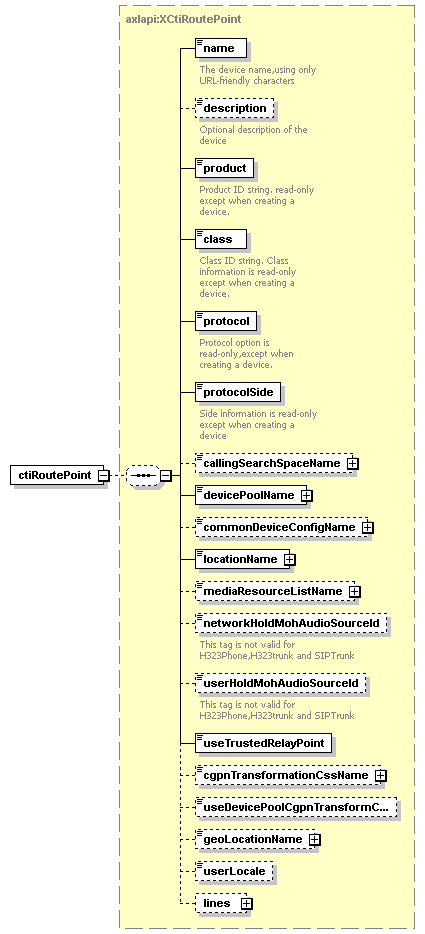 axlapi:XCtiRoutePoint
name
The device name,using only
URL-friendly characters
description
Optional description of the
device
product
Product ID string. read-only
except when creating a
device.
class
Class ID string. Class
information is read-only
except when creating a
device.
protocol
Protocol option is
read-only,except when
creating a device.
protocolSide
Side information is read-only
except when creating a
device
callingSearchSpaceName
ctiRoutePoint
devicePoolName
commonDeviceConfigName
locationName
mediaResourceListName
networkHoldMohAudioSourceId
This tag is not valid for
H323Phone,H323trunk and SIPTrunk
userHoldMohAudioSourceId
This tag is not valid for
H323Phone,H323trunk and SIPTrunk
useTrustedRelayPoint
cgpnTransformationCssName
useDevicePoolCgpnTransformC...
geoLocationName
userLocale
lines